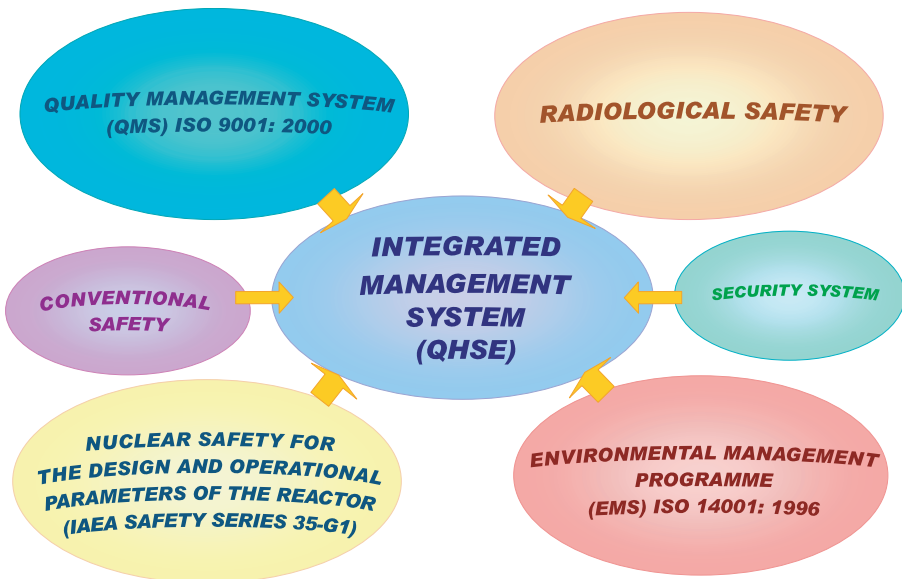 QUALITY MANAGEMENT SYSTEM
(QMS) ISO 9001: 2000
RADIOLOGICAL SAFETY
INTEGRATED
MANAGEMENT
SYSTEM
(QHSE)
CONVENTIONAL
SAFETY
SECURITY SYSTEM
NUCLEAR SAFETY FOR
THE DESIGN AND OPERATIONAL
PARAMETERS OF THE REACTOR
(IAEA SAFETY SERIES 35-G1)
ENVIRONMENTAL MANAGEMENT
PROGRAMME
(EMS) ISO 14001: 1996